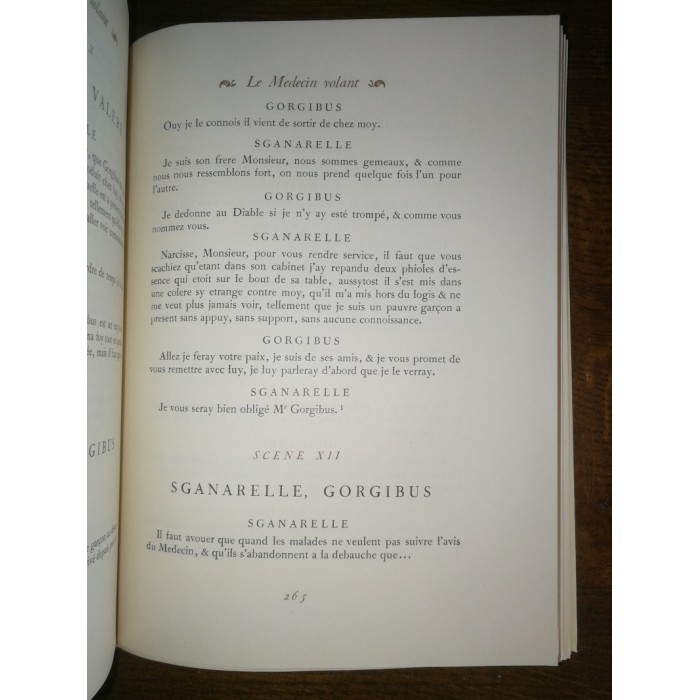 VALE
LE
que Gorgibus
dre de
GIBUS
Le Medecin volant
GORGIBUS
Ouy je le connois il vient de sortir de chez moy.
SGANARELLE
Je suis son frere Monsieur, nous sommes gemeaux, & comme
nous nous ressemblons fort, on nous prend quelque fois l'un pour
l'autre.
GORGIBUS
Je dedonne au Diable si je n'y ay esté trompé, & comme vous
nommez vous.
SGANARELLE
Narcisse, Monsieur, pour vous rendre service, il faut que vous
scachiez qu'etant dans son cabinet j'ay repandu deux phioles d'es-
sence qui etoit sur le bout de sa table, aussytost il s'est mis dans
une colere sy etrange contre moy, qu'il m'a mis hors du logis & ne
me veut plus jamais voir, tellement que je suis un pauvre garçon a
present sans appuy, sans support, sans aucune connoissance.
GORGIBUS
Allez je feray votre paix, je suis de ses amis, & je vous promet de
vous remettre avec luy, je luy parleray d'abord que je le verray.
SGANARELLE
Je vous seray bien obligé Mr Gorgibus. 1
SCENE XII
SGANARELLE, GORGIBUS
SGANARELLE
Il faut avouer que quand les malades ne veulent pas suivre l'avis
du Medecin, & qu'ils s'abandonnent a la debauche que...
265